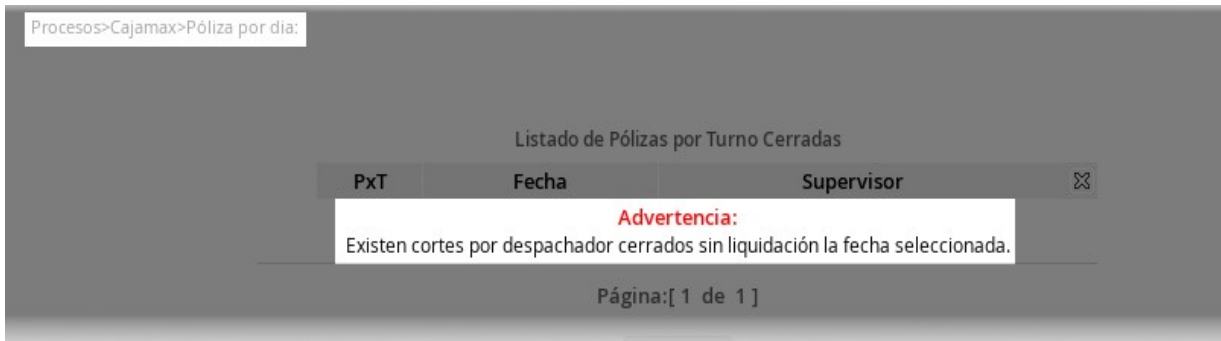 Procesos>Cajamax>Póliza por dia:
Listado de Pólizas por Turno Cerradas
PxT Fecha Supervisor
Advertencia:
Existen cortes por despachador cerrados sin liquidación la fecha seleccionada.
Página:[ 1 de 1 ]